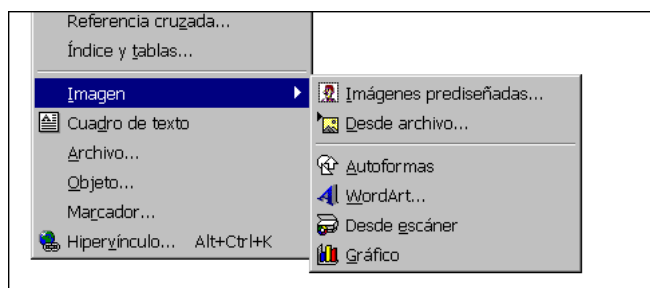 Referencia cruzada...
Índice y tablas...
Imagen
Cuadro de texto
Archivo...
Objeto...
Marcador...
Hipervínculo... Alt+Ctrl+K
Imágenes prediseñadas...
Desde archivo...
Autoformas
WordArt...
Desde escáner
Gráfico